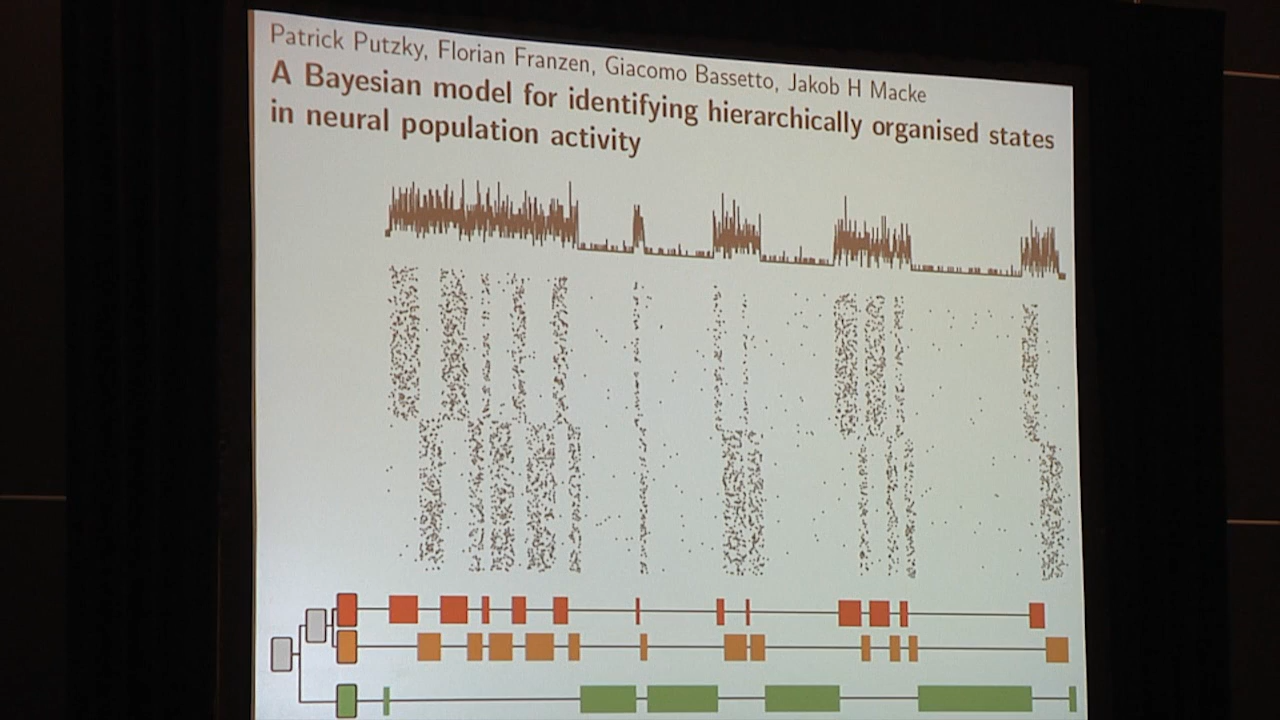 Patrick Putzky, Florian Franzen, Giacomo Bassetto, Jakob H Macke
A Bayesian model for identifying hierarchically organised states
in neural population activity